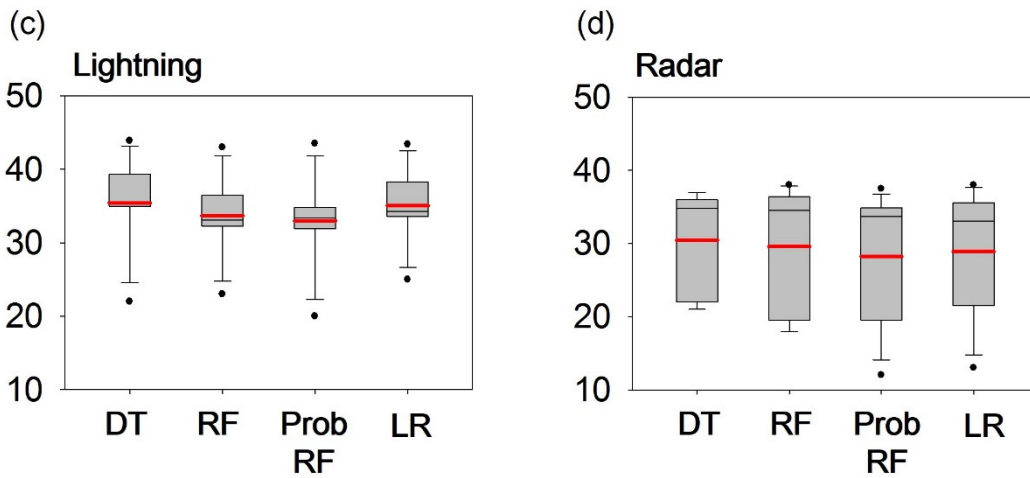 (c)
Lightning
50
40
30
20
10
DT RF Prob RF LR
(d)
Radar
50
40
30
20
10
DT RF Prob RF LR